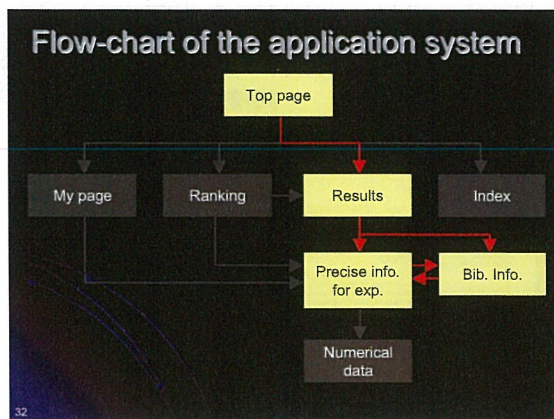 Flow-chart of the application system
Top page
My page
Ranking
Results
Index
Precise info.
for exp.
Bib. Info.
Numerical
data
32